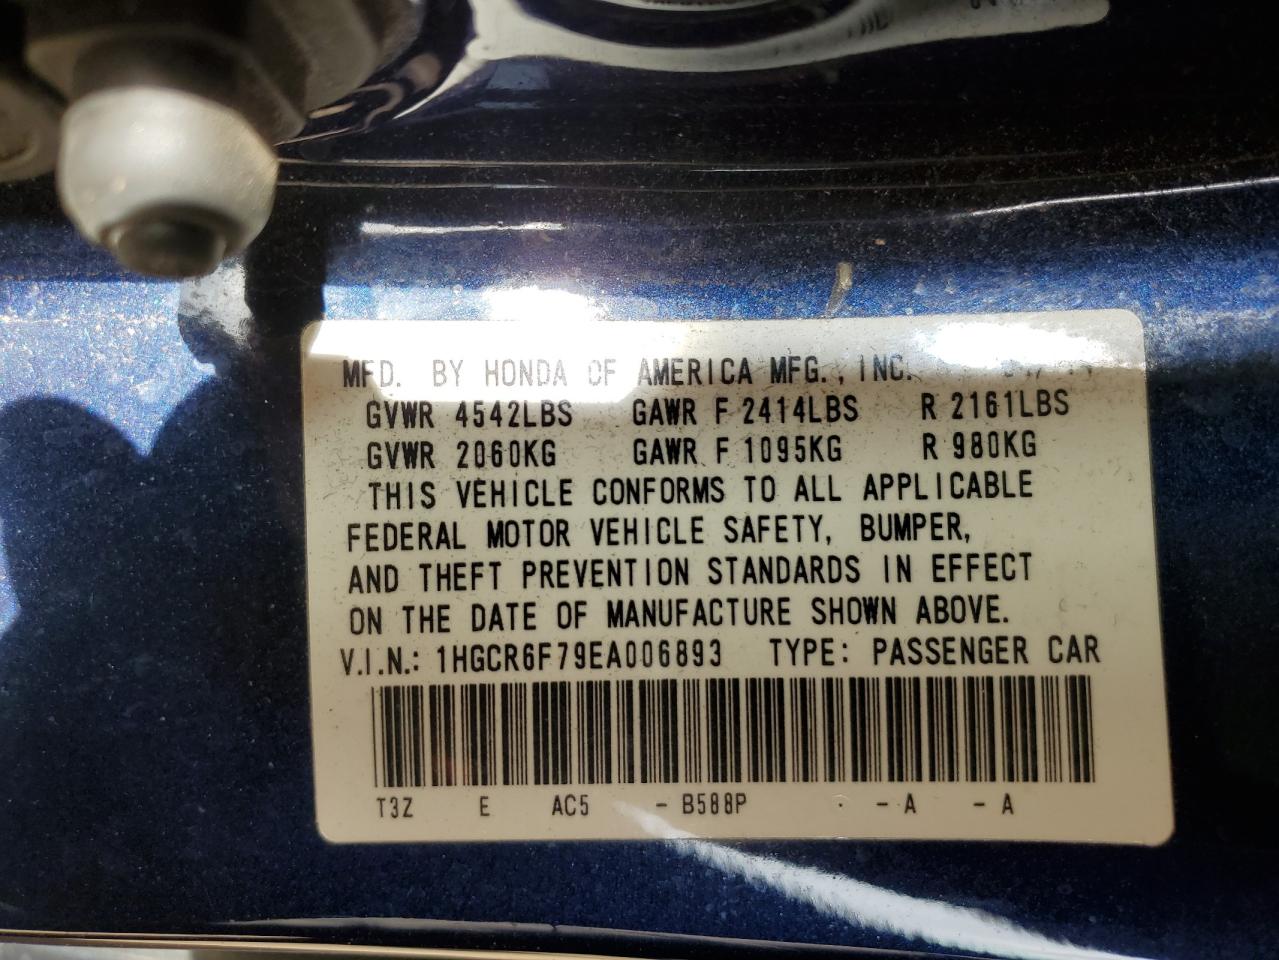 MFD. BY HONDA OF AMERICA MFG., INC.
GVWR 4542LBS GAWR F 2414LBS R 2161LBS
GVWR 2060KG GAWR F 1095KG R 980KG
THIS VEHICLE CONFORMS TO ALL APPLICABLE
FEDERAL MOTOR VEHICLE SAFETY, BUMPER,
AND THEFT PREVENTION STANDARDS IN EFFECT
ON THE DATE OF MANUFACTURE SHOWN ABOVE.
V.I.N.: 1HGCR6F79EA006893 TYPE: PASSENGER CAR
T3Z E AC5 - B588P - A - A